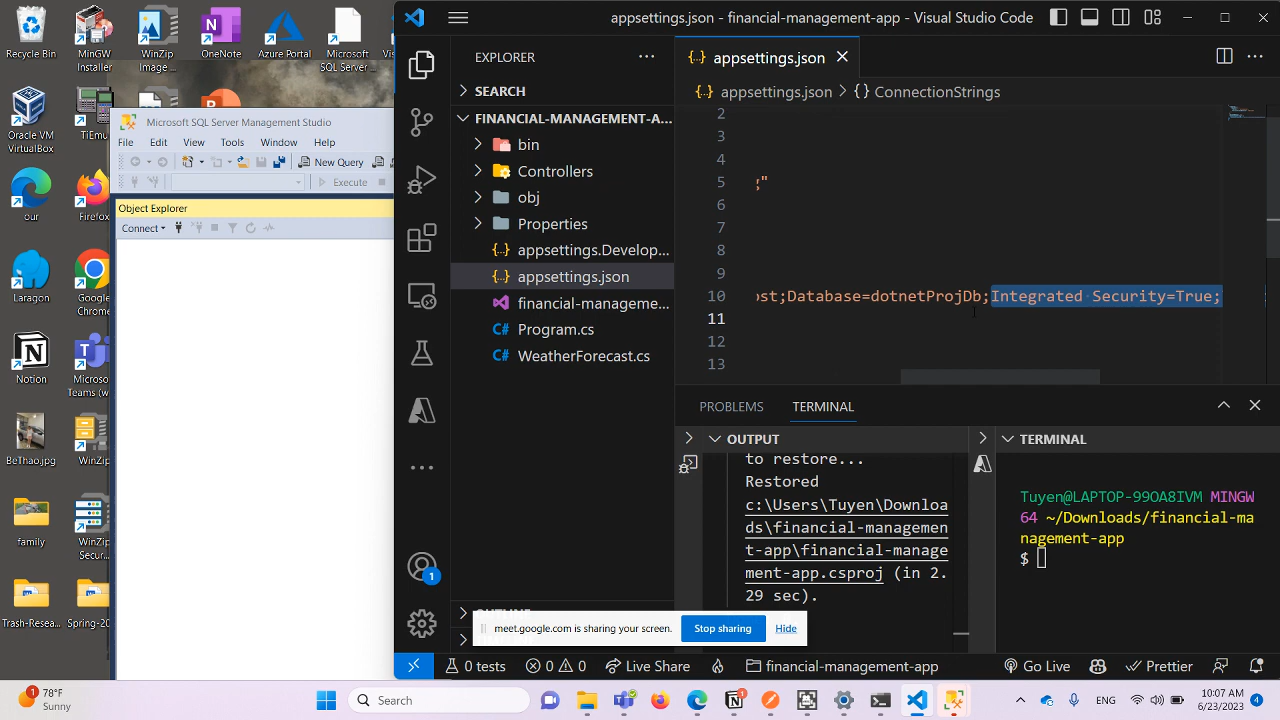 Recycle Bin
MinGW Installer
WinZip Image ...
OneNote
Azure Portal
Microsoft SQL Server ...
Oracle VM VirtualBox
TiEmu
our
Firefox
Laragon
Google
Notion
Microso
Teams (w
BeThao.jpg
WinZip
family
WinZ
Secu
Trash-Resea...
Spring-20
Microsoft SQL Server Management Studio
File Edit View Tools Window Help
New Query
Execute
Object Explorer
Connect
appsettings.json - financial-management-app - Visual Studio Code
EXPLORER
SEARCH
FINANCIAL-MANAGEMENT-A...
bin
Controllers
obj
Properties
appsettings.Develop...
appsettings.json
financial-manageme...
Program.cs
WeatherForecast.cs
appsettings.json
appsettings.json > {} ConnectionStrings
2
3
4
5 ;"
6
7
8
9
10 ost;Database=dotnetProjDb;Integrated Security=True;
11
12
13
PROBLEMS TERMINAL
OUTPUT
to restore...
Restored
c:\Users\Tuyen\Downloa
ds\financial-managemen
t-app\financial-manage
ment-app.csproj (in 2.
29 sec).
TERMINAL
Tuyen@LAPTOP-99OA8IVM MINGW
64 ~/Downloads/financial-ma
nagement-app
$
1
meet.google.com is sharing your screen. Stop sharing Hide
0 tests 0 0 Live Share financial-management-app Go Live Prettier
78°F
Sunny
Search
ENG
10:07 AM
6/23/2023
4